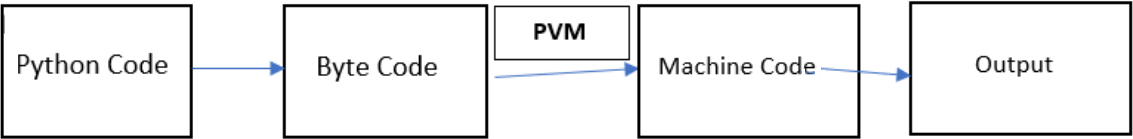 Python Code
Byte Code
PVM
Machine Code
Output